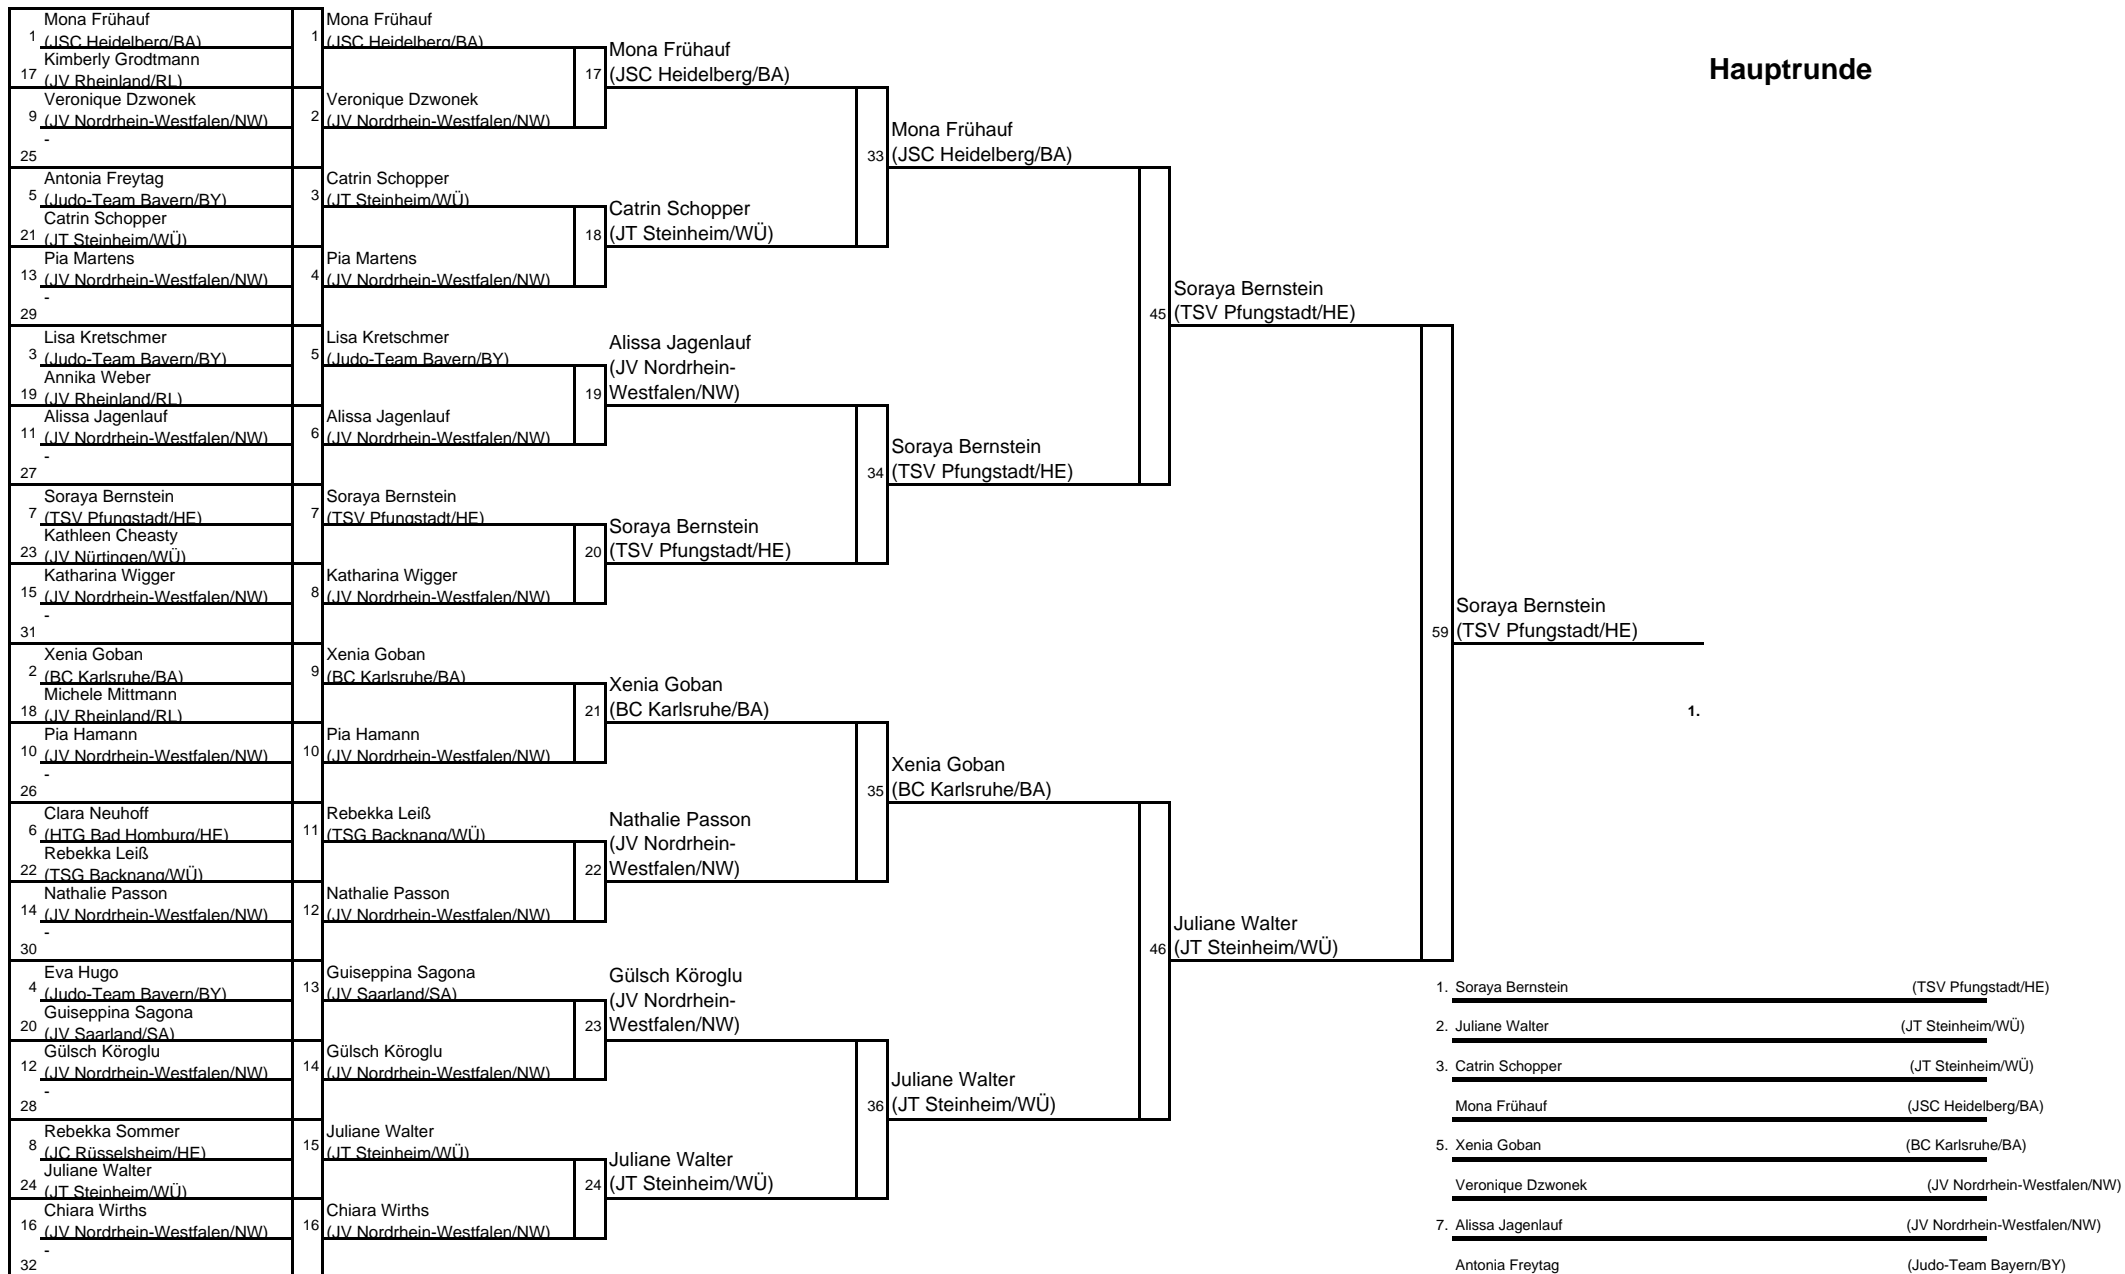 Hauptrunde
1 Mona Frühauf
(JSC Heidelberg/BA)
17 Kimberly Grodtmann
(JV Rheinland/RL)
9 Veronique Dzwonek
(JV Nordrhein-Westfalen/NW)
25 -
5 Antonia Freytag
(Judo-Team Bayern/BY)
21 Catrin Schopper
(JT Steinheim/WÜ)
13 Pia Martens
(JV Nordrhein-Westfalen/NW)
29 -
3 Lisa Kretschmer
(Judo-Team Bayern/BY)
19 Annika Weber
(JV Rheinland/RL)
11 Alissa Jagenlauf
(JV Nordrhein-Westfalen/NW)
27 -
7 Soraya Bernstein
(TSV Pfungstadt/HE)
23 Kathleen Cheasty
(JV Nürtingen/WÜ)
15 Katharina Wigger
(JV Nordrhein-Westfalen/NW)
31 -
2 Xenia Goban
(BC Karlsruhe/BA)
18 Michele Mittmann
(JV Rheinland/RL)
10 Pia Hamann
(JV Nordrhein-Westfalen/NW)
26 -
6 Clara Neuhoff
(HTG Bad Homburg/HE)
22 Rebekka Leiß
(TSG Backnang/WÜ)
14 Nathalie Passon
(JV Nordrhein-Westfalen/NW)
30 -
4 Eva Hugo
(Judo-Team Bayern/BY)
20 Guiseppina Sagona
(JV Saarland/SA)
12 Gülsch Köroglu
(JV Nordrhein-Westfalen/NW)
28 -
8 Rebekka Sommer
(JC Rüsselsheim/HE)
24 Juliane Walter
(JT Steinheim/WÜ)
16 Chiara Wirths
(JV Nordrhein-Westfalen/NW)
32 -
1 Mona Frühauf
(JSC Heidelberg/BA)
2 Veronique Dzwonek
(JV Nordrhein-Westfalen/NW)
3 Catrin Schopper
(JT Steinheim/WÜ)
4 Pia Martens
(JV Nordrhein-Westfalen/NW)
5 Lisa Kretschmer
(Judo-Team Bayern/BY)
6 Alissa Jagenlauf
(JV Nordrhein-Westfalen/NW)
7 Soraya Bernstein
(TSV Pfungstadt/HE)
8 Katharina Wigger
(JV Nordrhein-Westfalen/NW)
9 Xenia Goban
(BC Karlsruhe/BA)
10 Pia Hamann
(JV Nordrhein-Westfalen/NW)
11 Rebekka Leiß
(TSG Backnang/WÜ)
12 Nathalie Passon
(JV Nordrhein-Westfalen/NW)
13 Guiseppina Sagona
(JV Saarland/SA)
14 Gülsch Köroglu
(JV Nordrhein-Westfalen/NW)
15 Juliane Walter
(JT Steinheim/WÜ)
16 Chiara Wirths
(JV Nordrhein-Westfalen/NW)
17 Mona Frühauf
(JSC Heidelberg/BA)
18 Catrin Schopper
(JT Steinheim/WÜ)
19 Alissa Jagenlauf
(JV Nordrhein-
Westfalen/NW)
20 Soraya Bernstein
(TSV Pfungstadt/HE)
21 Xenia Goban
(BC Karlsruhe/BA)
22 Nathalie Passon
(JV Nordrhein-
Westfalen/NW)
23 Gülsch Köroglu
(JV Nordrhein-
Westfalen/NW)
24 Juliane Walter
(JT Steinheim/WÜ)
33 Mona Frühauf
(JSC Heidelberg/BA)
34 Soraya Bernstein
(TSV Pfungstadt/HE)
35 Xenia Goban
(BC Karlsruhe/BA)
36 Juliane Walter
(JT Steinheim/WÜ)
45 Soraya Bernstein
(TSV Pfungstadt/HE)
46 Juliane Walter
(JT Steinheim/WÜ)
59 Soraya Bernstein
(TSV Pfungstadt/HE)
1.
1. Soraya Bernstein (TSV Pfungstadt/HE)
2. Juliane Walter (JT Steinheim/WÜ)
3. Catrin Schopper (JT Steinheim/WÜ)
Mona Frühauf (JSC Heidelberg/BA)
5. Xenia Goban (BC Karlsruhe/BA)
Veronique Dzwonek (JV Nordrhein-Westfalen/NW)
7. Alissa Jagenlauf (JV Nordrhein-Westfalen/NW)
Antonia Freytag (Judo-Team Bayern/BY)